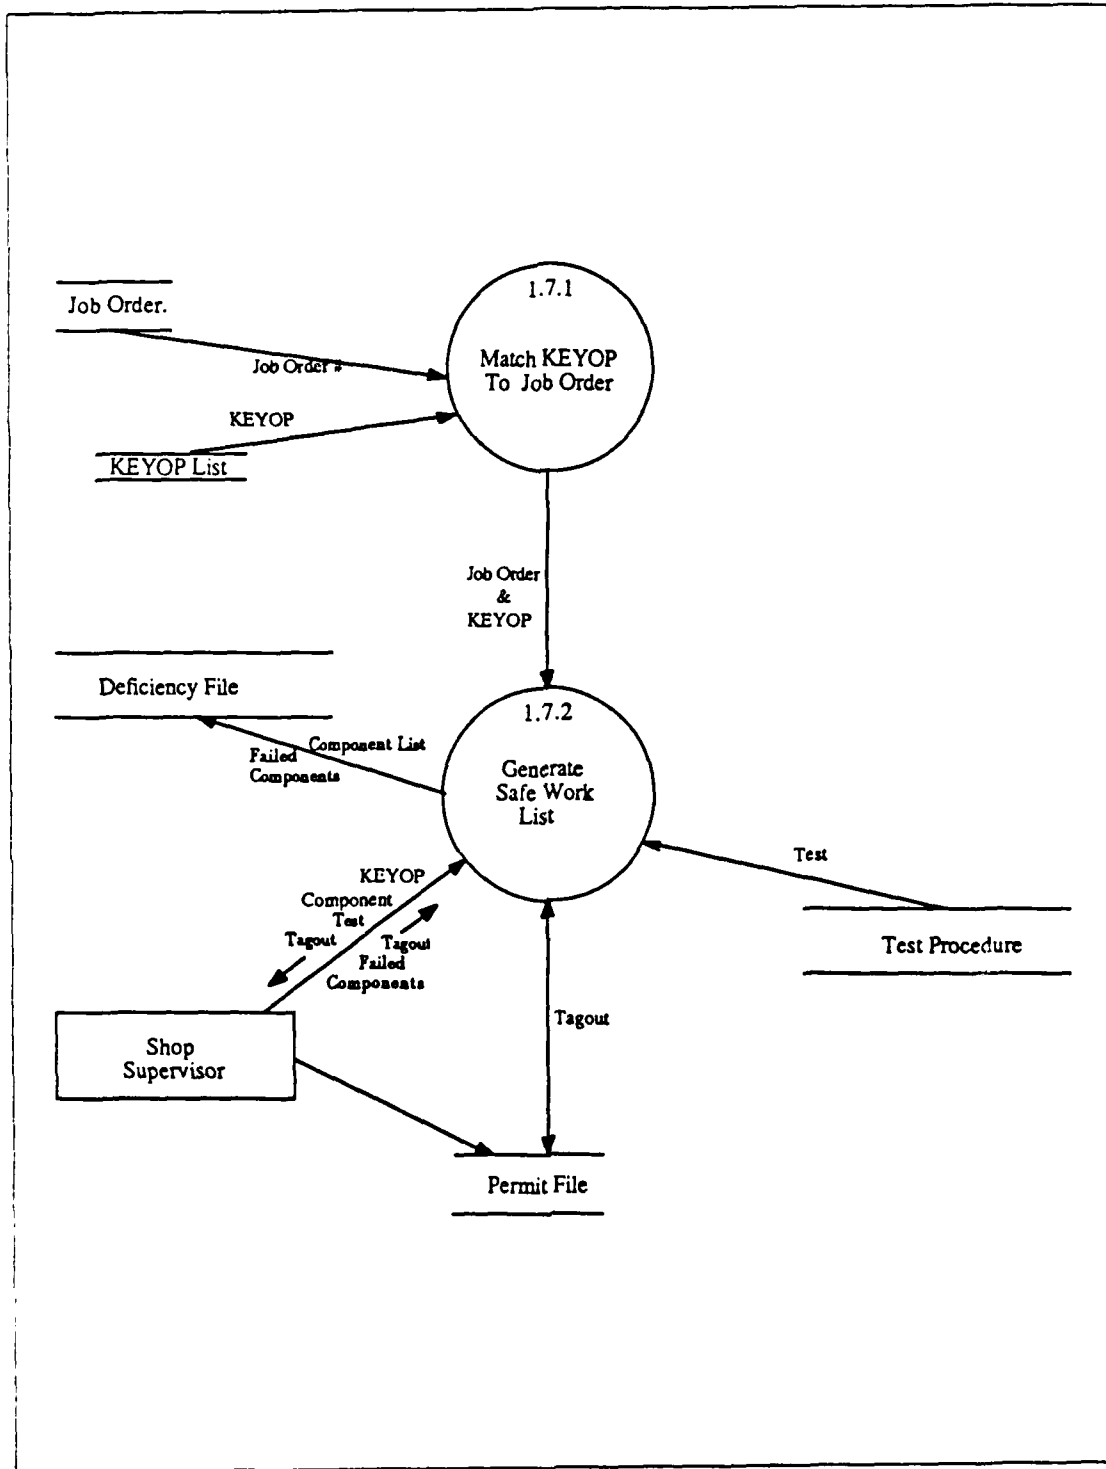 1.7.1
Job Order.
Match KEYOP
To Job Order
Job Order #
KEYOP
KEYOP List
Job Order
&
KEYOP
Deficiency File
1.7.2
Component List
Failed
Components
Generate
Safe Work
List
Test
KEYOP
Component
Test
Tagout
Tagout
Failed
Components
Test Procedure
Tagout
Shop
Supervisor
Permit File